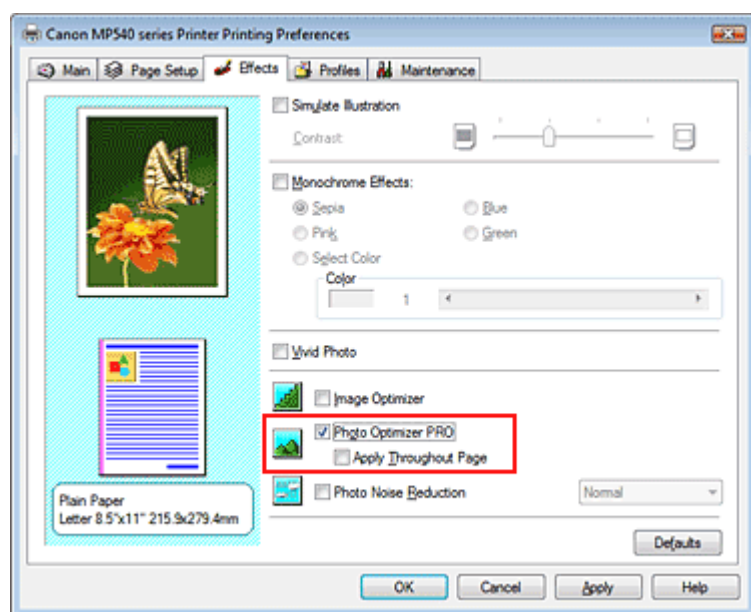 Canon MP540 series Printer Printing Preferences
Main Page Setup Effects Profiles Maintenance
Simulate Illustration
Contrast:
Monochrome Effects:
Sepia Blue
Pink Green
Select Color
Color
1
Vivid Photo
Image Optimizer
Photo Optimizer PRO
Apply Throughout Page
Photo Noise Reduction Normal
Plain Paper
Letter 8.5"x11" 215.9x279.4mm
Defaults
OK Cancel Apply Help